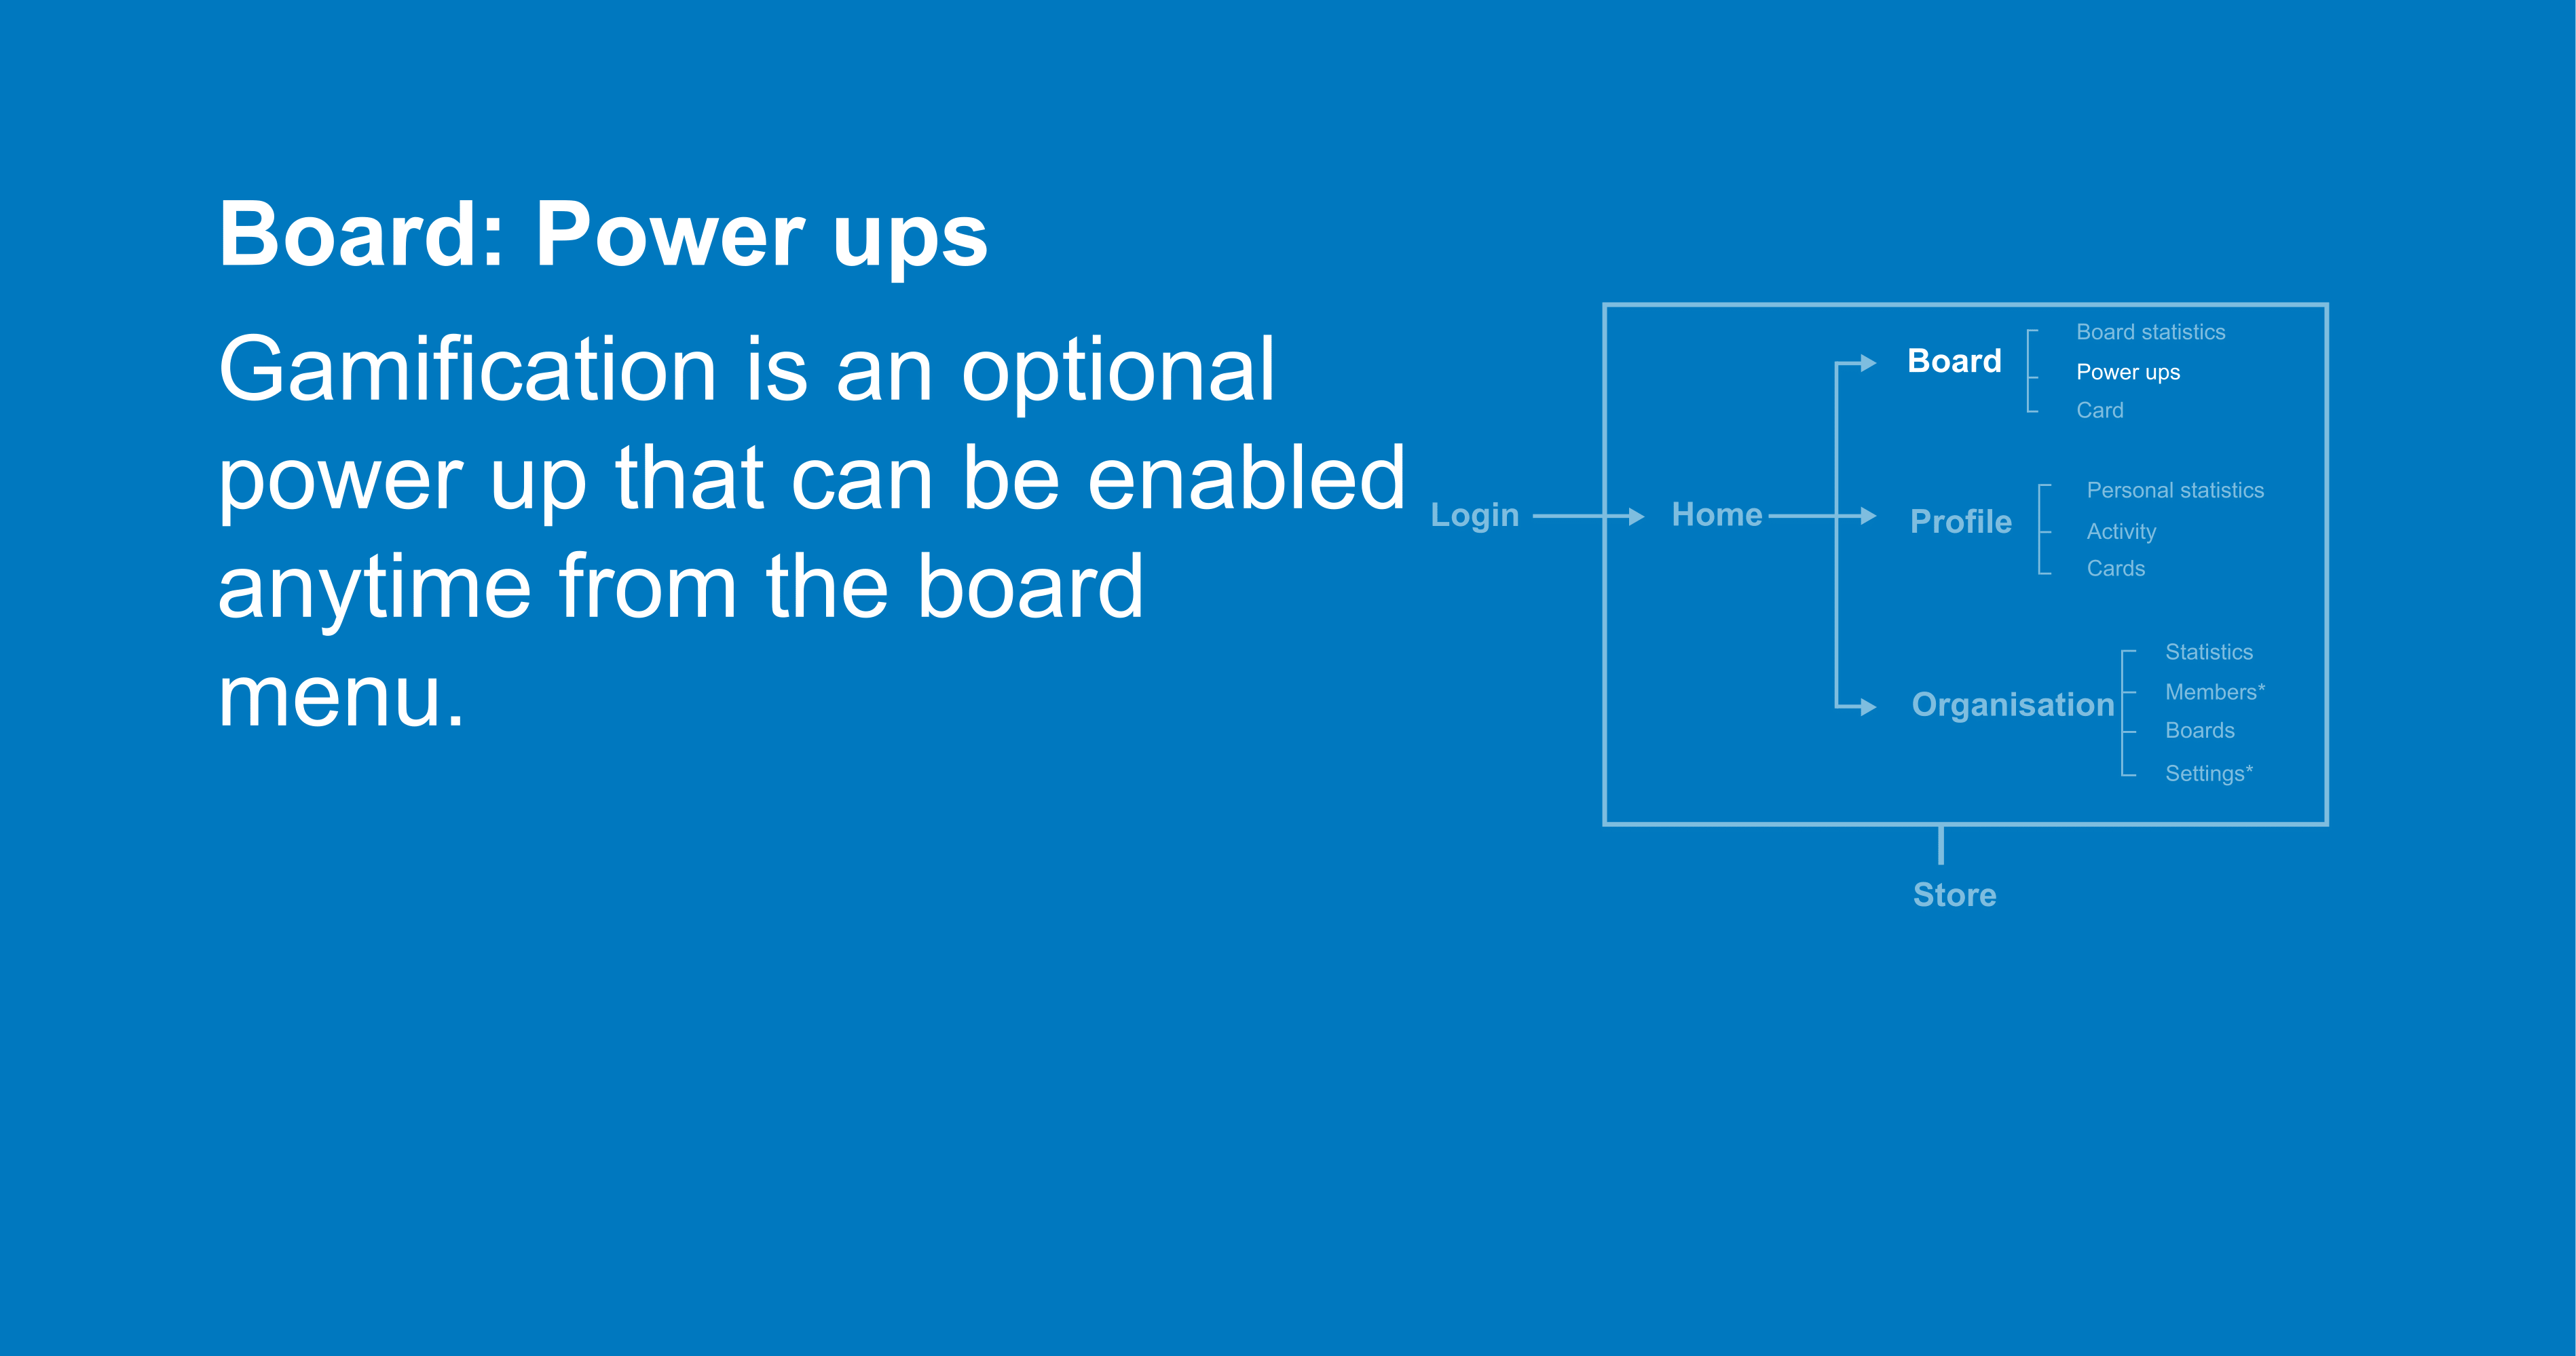 Board: Power ups
Gamification is an optional
power up that can be enabled
anytime from the board
menu.
Login
Home
Board
Board statistics
Power ups
Card
Profile
Personal statistics
Activity
Cards
Organisation
Statistics
Members*
Boards
Settings*
Store